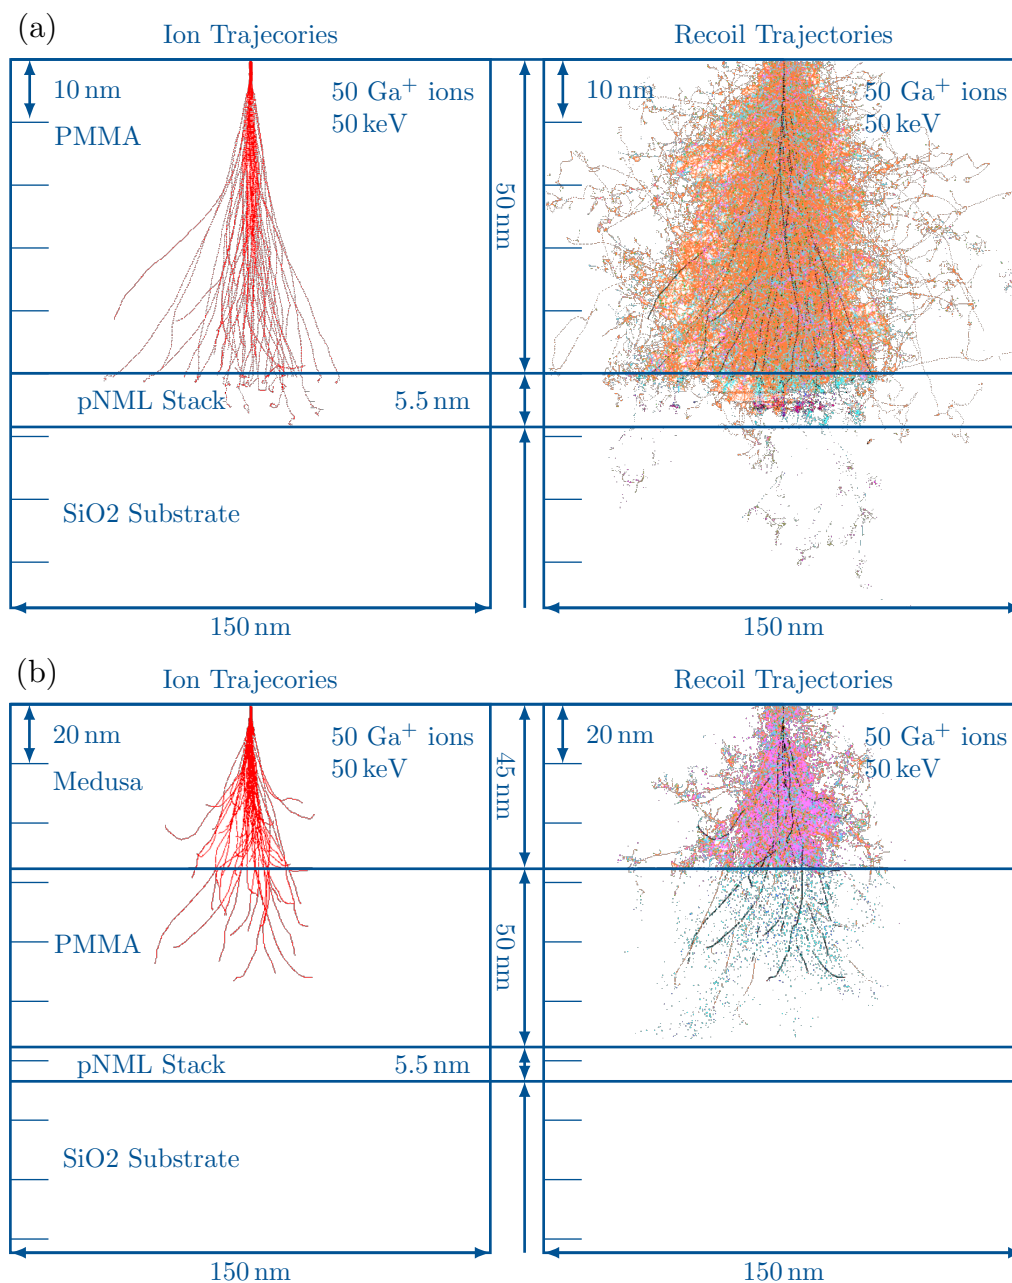 (a)
Ion Trajecories
Recoil Trajectories
10 nm
50 Ga⁺ ions
50 keV
PMMA
50 nm
10 nm
50 Ga⁺ ions
50 keV
pNML Stack
5.5 nm
SiO2 Substrate
150 nm
150 nm
(b)
Ion Trajecories
Recoil Trajectories
20 nm
50 Ga⁺ ions
50 keV
Medusa
45 nm
20 nm
50 Ga⁺ ions
50 keV
PMMA
50 nm
pNML Stack
5.5 nm
SiO2 Substrate
150 nm
150 nm